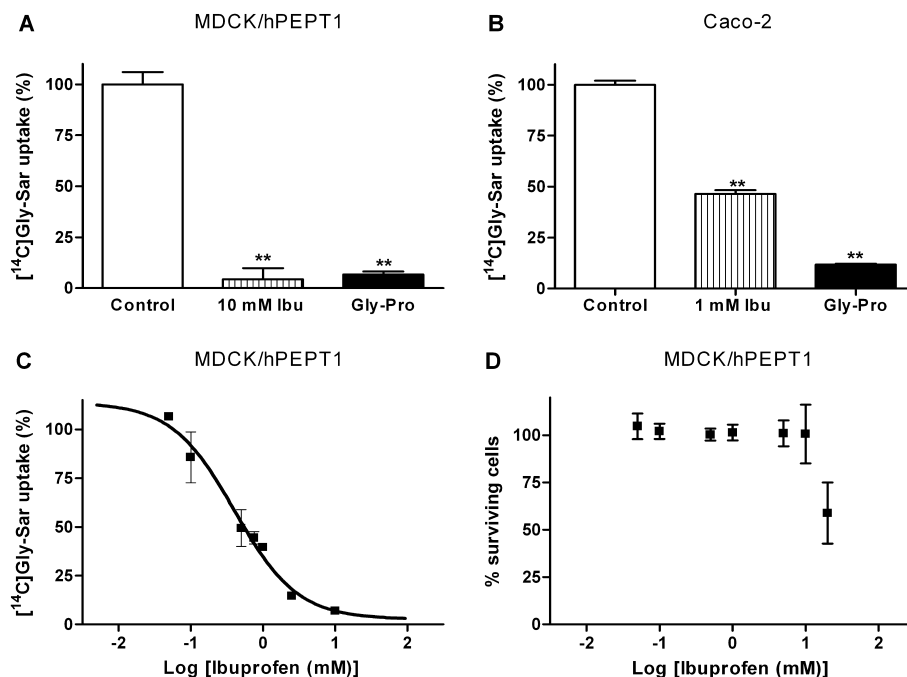 A
MDCK/hPEPT1
[¹⁴C]Gly-Sar uptake (%)
100
75
50
25
0
**
**
Control
10 mM Ibu
Gly-Pro
B
Caco-2
[¹⁴C]Gly-Sar uptake (%)
100
75
50
25
0
**
**
Control
1 mM Ibu
Gly-Pro
C
MDCK/hPEPT1
[¹⁴C]Gly-Sar uptake (%)
100
75
50
25
0
-2
-1
0
1
2
Log [Ibuprofen (mM)]
D
MDCK/hPEPT1
% surviving cells
100
75
50
25
0
-2
-1
0
1
2
Log [Ibuprofen (mM)]